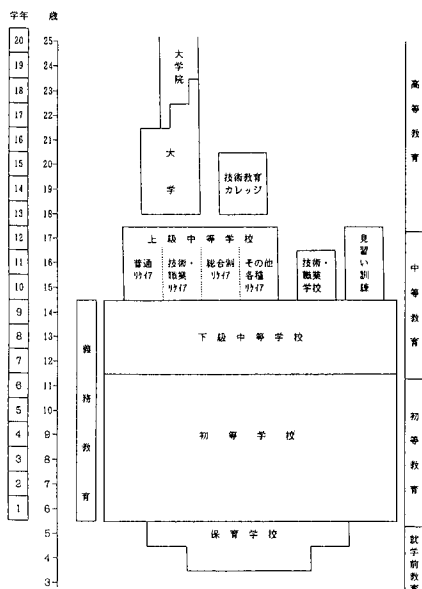 学年 歳
20 25
19 24
18 23
17 22
16 21
15 20
14 19
13 18
12 17
11 16
10 15
9 14
8 13
7 12
6 11
5 10
4 9
3 8
2 7
1 6
5
4
3
大学院
大学
技術教育
カレッジ
上級中等学校
普通
リケイア
技術・
職業
リケイア
総合制
リケイア
その他
各種
リケイア
技術・
職業
学校
見習い訓練
下級中等学校
初等学校
保育学校
義務教育
高等教育
中等教育
初等教育
就学前教育